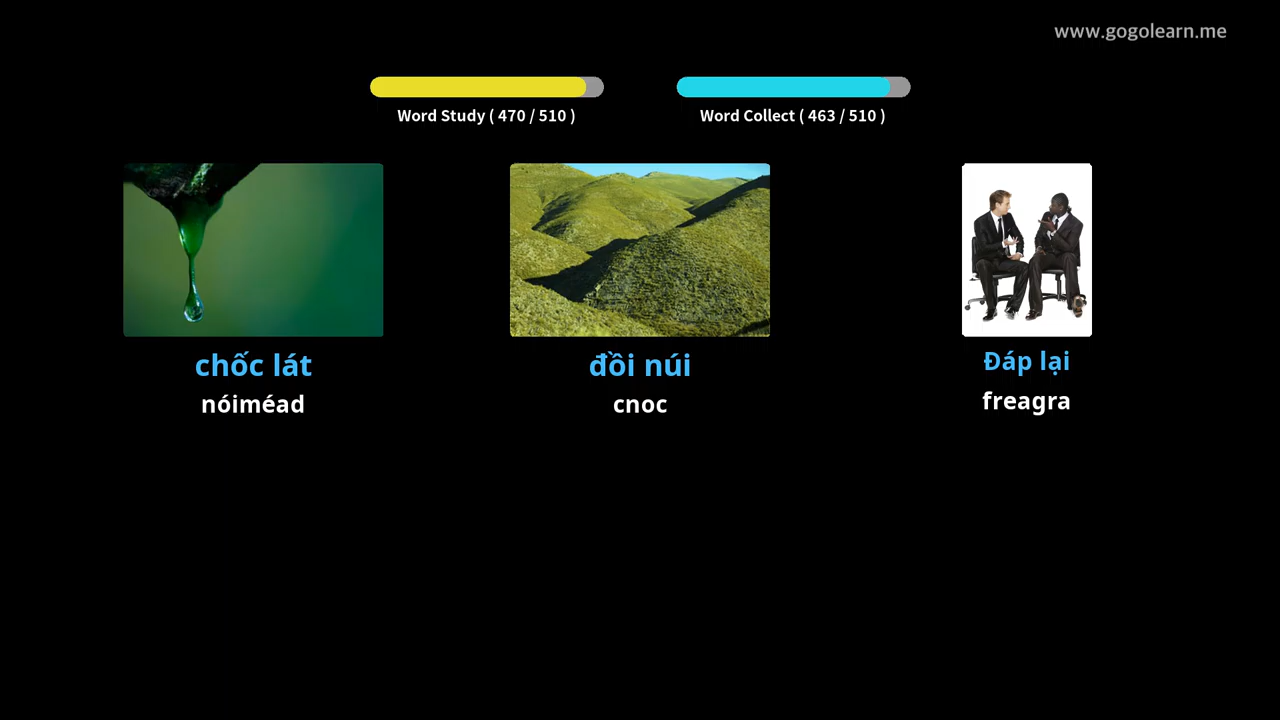 www.gogolearn.me
Word Study ( 470 / 510 )
Word Collect ( 463 / 510 )
chốc lát
nóiméad
đồi núi
cnoc
Đáp lại
freagra